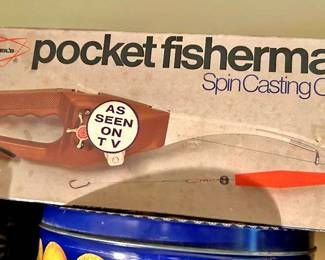 pocket fisherma
Spin Casting O
AS
SEEN
ON
TV